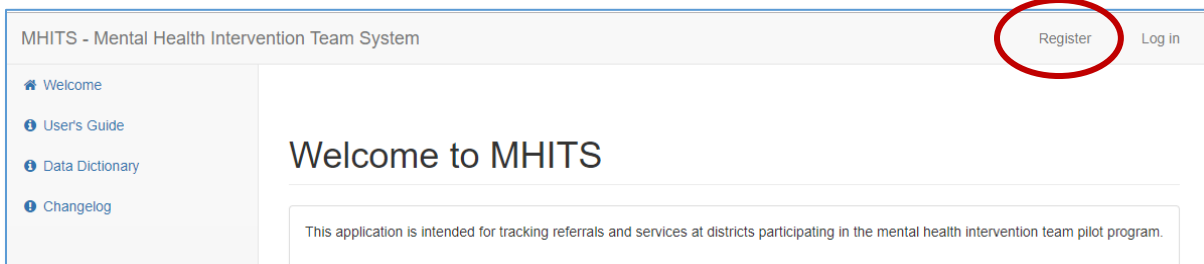 MHITS - Mental Health Intervention Team System
Register
Log in
Welcome
User's Guide
Data Dictionary
Changelog
Welcome to MHITS
This application is intended for tracking referrals and services at districts participating in the mental health intervention team pilot program.